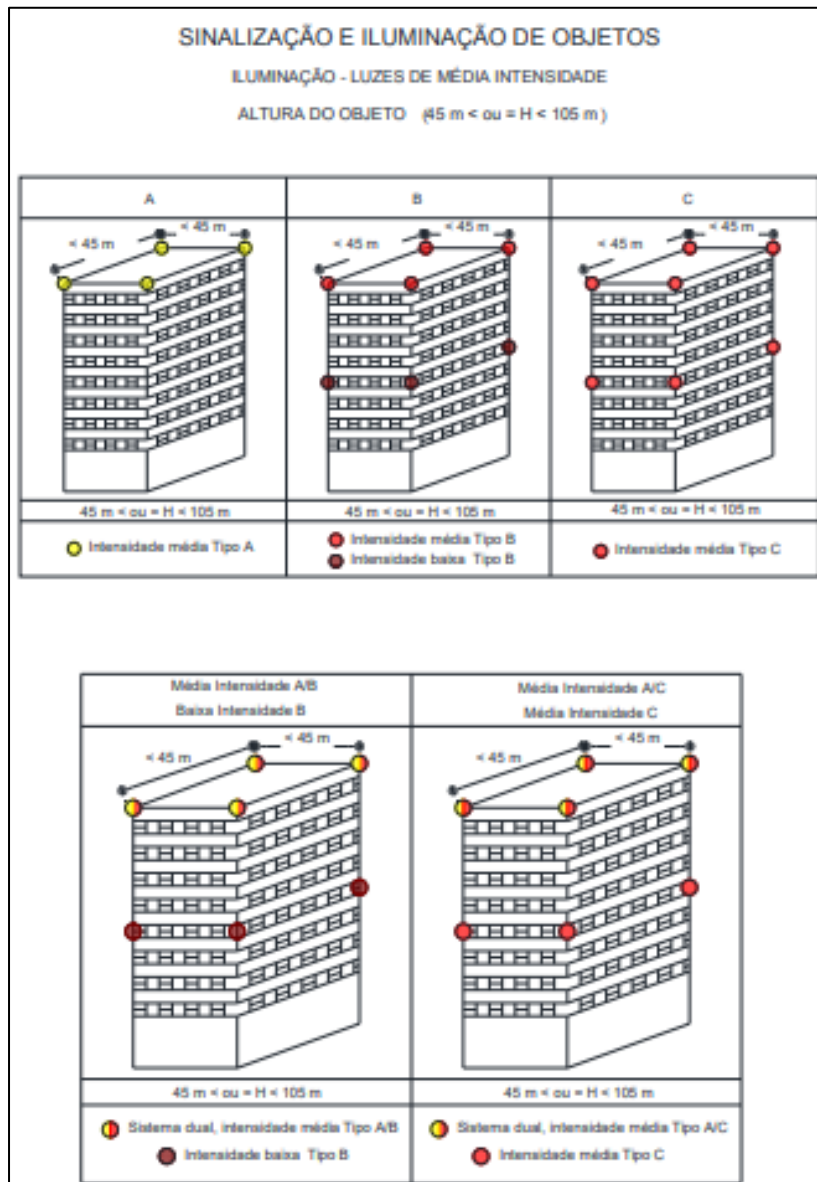 SINALIZAÇÃO E ILUMINAÇÃO DE OBJETOS
ILUMINAÇÃO - LUZES DE MÉDIA INTENSIDADE
ALTURA DO OBJETO (45 m < ou = H < 105 m )
A
B
C
< 45 m
< 45 m
< 45 m
< 45 m
< 45 m
< 45 m
45 m < ou = H < 105 m
45 m < ou = H < 105 m
45 m < ou = H < 105 m
Intensidade média Tipo A
Intensidade média Tipo B
Intensidade baixa Tipo B
Intensidade média Tipo C
Média Intensidade A/B
Baixa Intensidade B
Média Intensidade A/C
Média Intensidade C
< 45 m
< 45 m
< 45 m
< 45 m
45 m < ou = H < 105 m
45 m < ou = H < 105 m
Sistema dual, intensidade média Tipo A/B
Intensidade baixa Tipo B
Sistema dual, intensidade média Tipo A/C
Intensidade média Tipo C